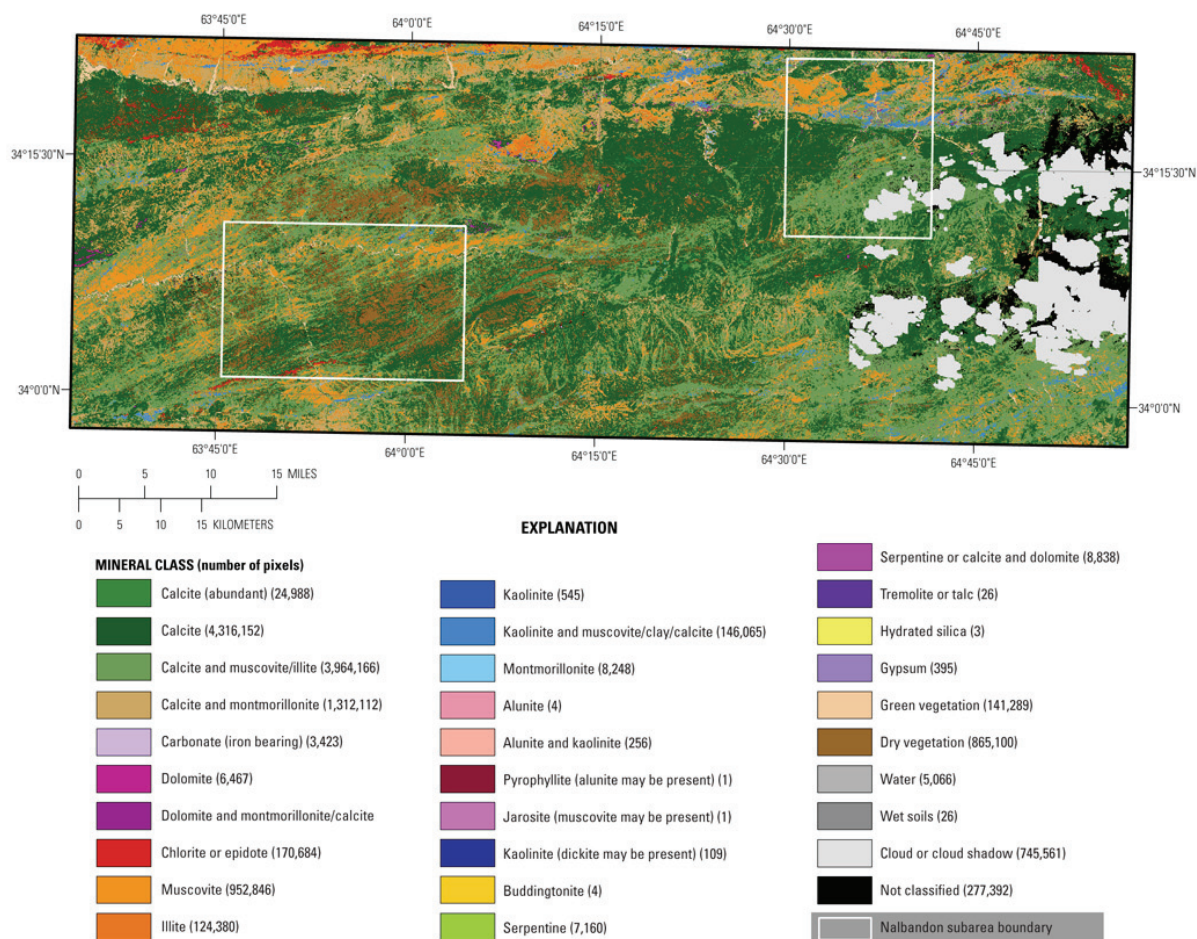 63°45'0"E 64°0'0"E 64°15'0"E 64°30'0"E 64°45'0"E
34°15'30"N 34°15'30"N
34°0'0"N 34°0'0"N
63°45'0"E 64°0'0"E 64°15'0"E 64°30'0"E 64°45'0"E
0 5 10 15 MILES
0 5 10 15 KILOMETERS
EXPLANATION
MINERAL CLASS (number of pixels)
Calcite (abundant) (24,988)
Calcite (4,316,152)
Calcite and muscovite/illite (3,964,166)
Calcite and montmorillonite (1,312,112)
Carbonate (iron bearing) (3,423)
Dolomite (6,467)
Dolomite and montmorillonite/calcite
Chlorite or epidote (170,684)
Muscovite (952,846)
Illite (124,380)
Kaolinite (545)
Kaolinite and muscovite/clay/calcite (146,065)
Montmorillonite (8,248)
Alunite (4)
Alunite and kaolinite (256)
Pyrophyllite (alunite may be present) (1)
Jarosite (muscovite may be present) (1)
Kaolinite (dickite may be present) (109)
Buddingtonite (4)
Serpentine (7,160)
Serpentine or calcite and dolomite (8,838)
Tremolite or talc (26)
Hydrated silica (3)
Gypsum (395)
Green vegetation (141,289)
Dry vegetation (865,100)
Water (5,066)
Wet soils (26)
Cloud or cloud shadow (745,561)
Not classified (277,392)
Nalbandon subarea boundary